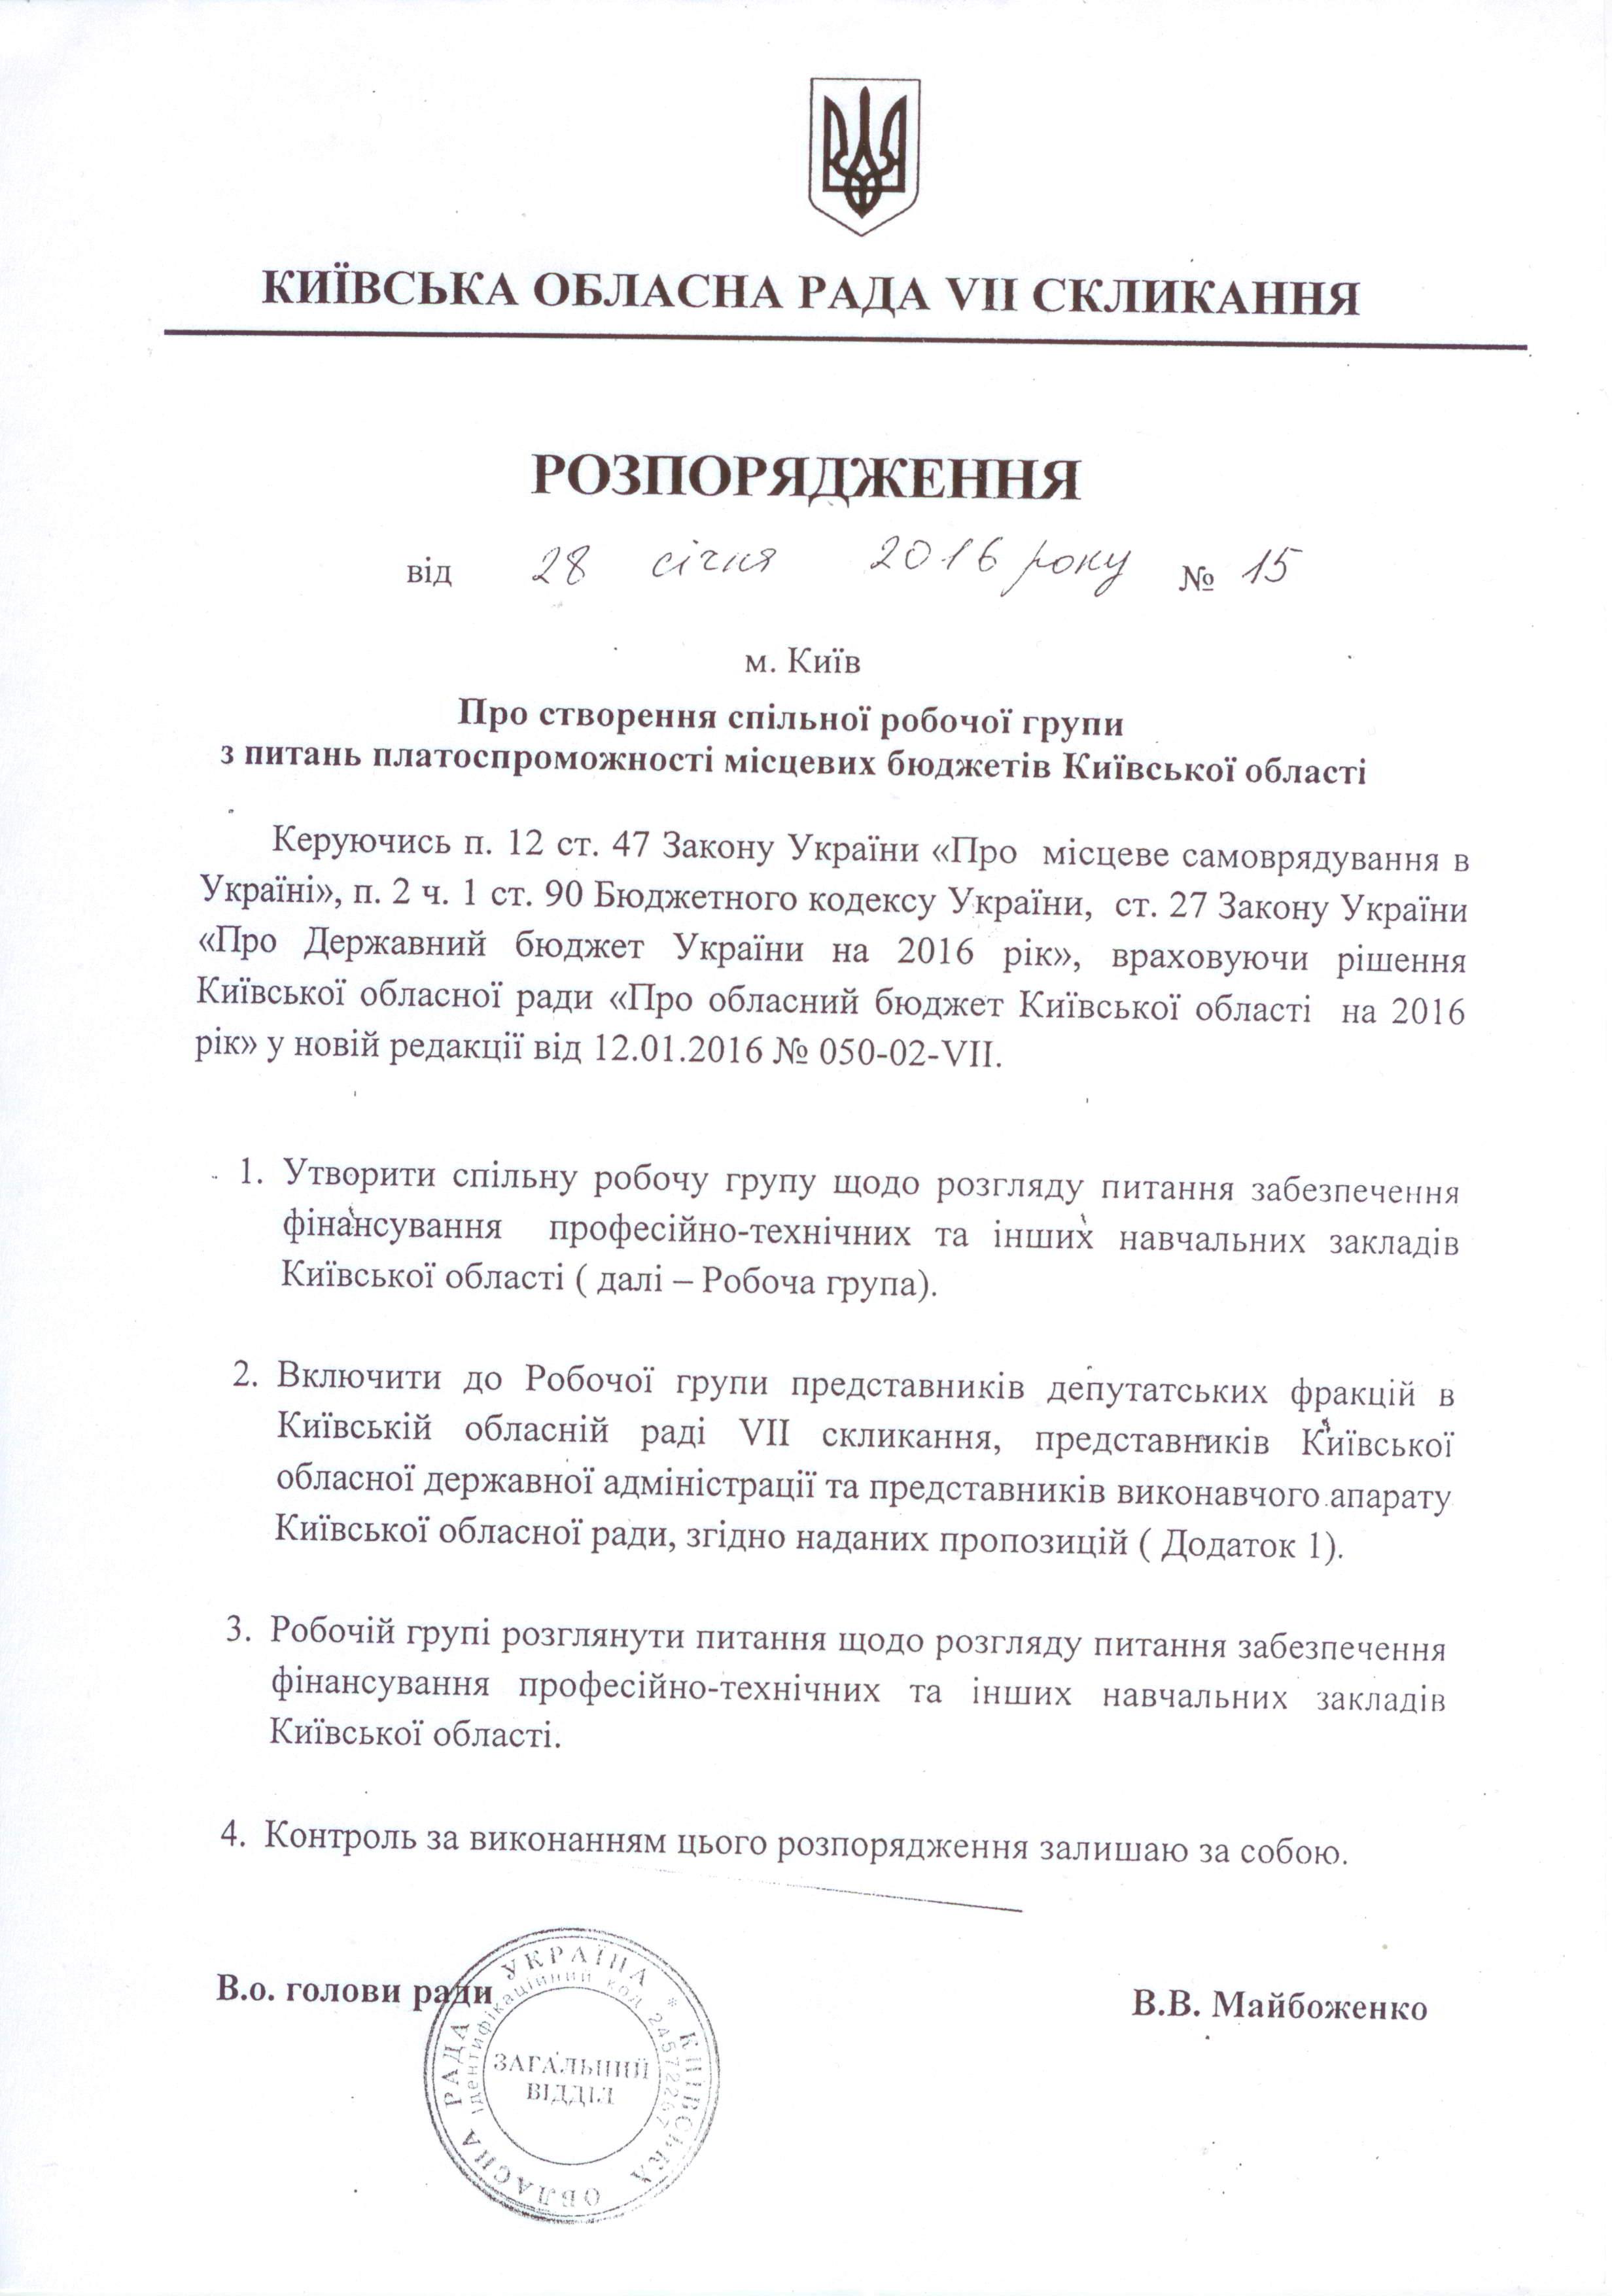 КИЇВСЬКА ОБЛАСНА РАДА VII СКЛИКАННЯ
РОЗПОРЯДЖЕННЯ
від 28 січня 2016 року № 15
м. Київ
Про створення спільної робочої групи
з питань платоспроможності місцевих бюджетів Київської області
Керуючись п. 12 ст. 47 Закону України «Про місцеве самоврядування в
Україні», п. 2 ч. 1 ст. 90 Бюджетного кодексу України, ст. 27 Закону України
«Про Державний бюджет України на 2016 рік», враховуючи рішення
Київської обласної ради «Про обласний бюджет Київської області на 2016
рік» у новій редакції від 12.01.2016 № 050-02-VII.
1. Утворити спільну робочу групу щодо розгляду питання забезпечення
фінансування професійно-технічних та інших навчальних закладів
Київської області ( далі – Робоча група).
2. Включити до Робочої групи представників депутатських фракцій в
Київській обласній раді VII скликання, представників Київської
обласної державної адміністрації та представників виконавчого апарату
Київської обласної ради, згідно наданих пропозицій ( Додаток 1).
3. Робочій групі розглянути питання щодо розгляду питання забезпечення
фінансування професійно-технічних та інших навчальних закладів
Київської області.
4. Контроль за виконанням цього розпорядження залишаю за собою.
В.о. голови ради
В.В. Майбоженко
УКРАЇНА * КИЇВСЬКА ОБЛАСНА РАДА
Ідентифікаційний код 24572267
ЗАГАЛЬНИЙ
ВІДДІЛ